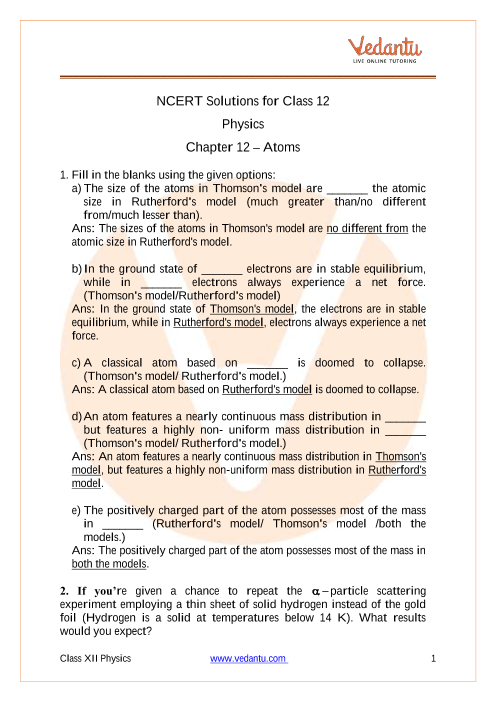 Vedantu
LIVE ONLINE TUTORING
NCERT Solutions for Class 12
Physics
Chapter 12 – Atoms
1. Fill in the blanks using the given options:
a) The size of the atoms in Thomson's model are _______ the atomic
size in Rutherford's model (much greater than/no different
from/much lesser than).
Ans: The sizes of the atoms in Thomson's model are no different from the
atomic size in Rutherford's model.
b) In the ground state of _______ electrons are in stable equilibrium,
while in _______ electrons always experience a net force.
(Thomson's model/Rutherford's model)
Ans: In the ground state of Thomson's model, the electrons are in stable
equilibrium, while in Rutherford's model, electrons always experience a net
force.
c) A classical atom based on _______ is doomed to collapse.
(Thomson's model/ Rutherford's model.)
Ans: A classical atom based on Rutherford's model is doomed to collapse.
d) An atom features a nearly continuous mass distribution in _______
but features a highly non- uniform mass distribution in _______
(Thomson's model/ Rutherford's model.)
Ans: An atom features a nearly continuous mass distribution in Thomson's
model, but features a highly non-uniform mass distribution in Rutherford's
model.
e) The positively charged part of the atom possesses most of the mass
in _______ (Rutherford's model/ Thomson's model /both the
models.)
Ans: The positively charged part of the atom possesses most of the mass in
both the models.
2. If you're given a chance to repeat the α – particle scattering
experiment employing a thin sheet of solid hydrogen instead of the gold
foil (Hydrogen is a solid at temperatures below 14 K). What results
would you expect?
Class XII Physics www.vedantu.com 1